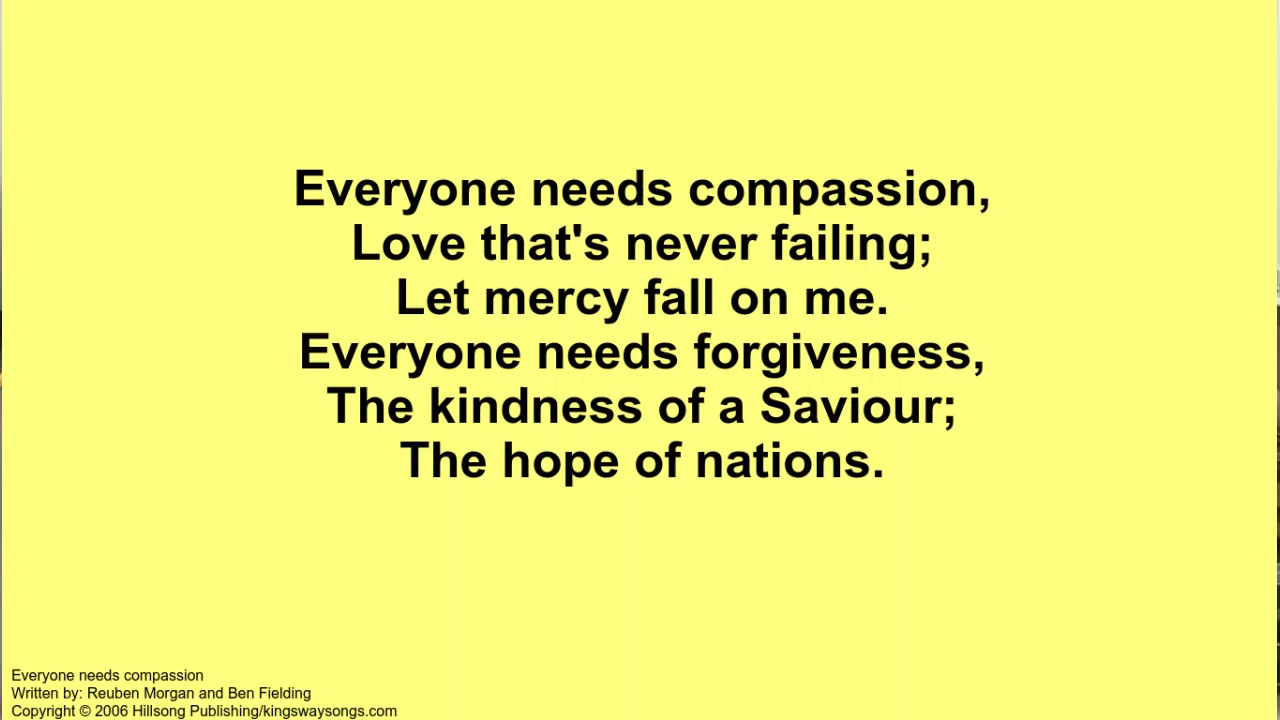 Everyone needs compassion,
Love that's never failing;
Let mercy fall on me.
Everyone needs forgiveness,
The kindness of a Saviour;
The hope of nations.
Everyone needs compassion
Written by: Reuben Morgan and Ben Fielding
Copyright © 2006 Hillsong Publishing/kingswaysongs.com